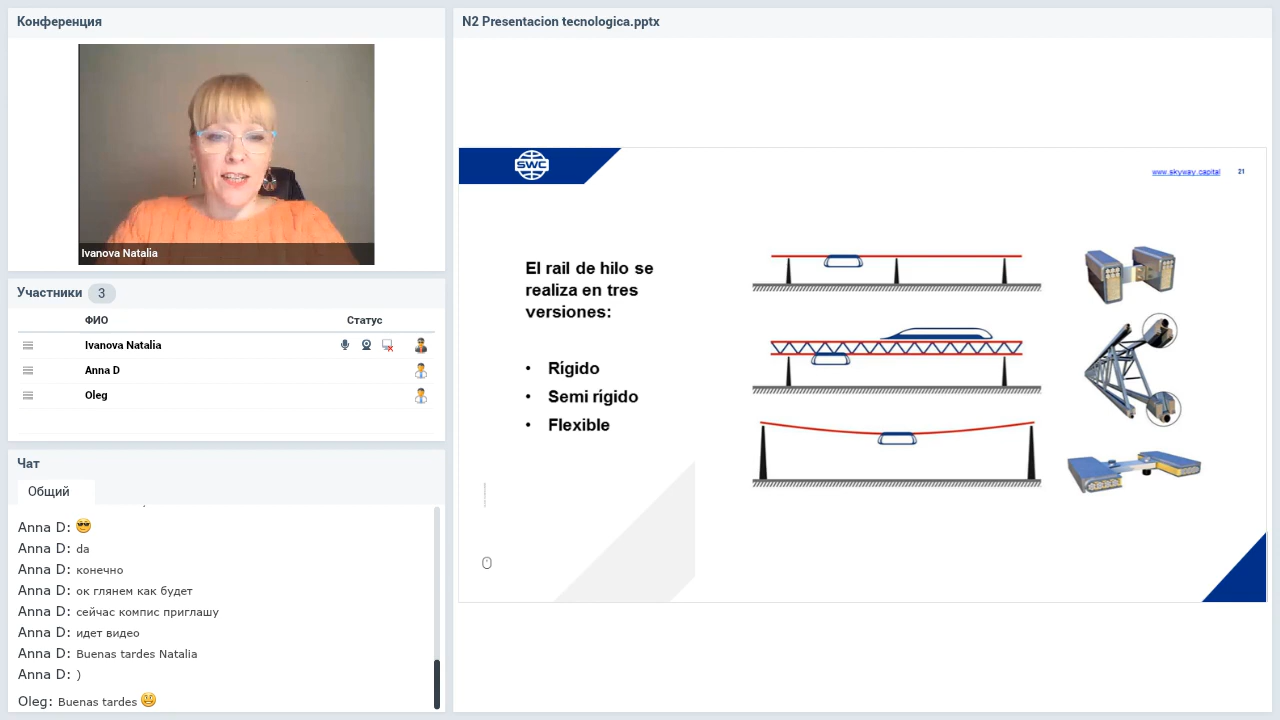 Конференция
Ivanova Natalia
Участники 3
ФИО Статус
Ivanova Natalia
Anna D
Oleg
Чат
Общий
Anna D:
Anna D: da
Anna D: конечно
Anna D: ок глянем как будет
Anna D: сейчас компис приглашу
Anna D: идет видео
Anna D: Buenas tardes Natalia
Anna D: )
Oleg: Buenas tardes
N2 Presentacion tecnologica.pptx
SWC
www.skyway.capital 21
El rail de hilo se
realiza en tres
versiones:
• Rígido
• Semi rígido
• Flexible